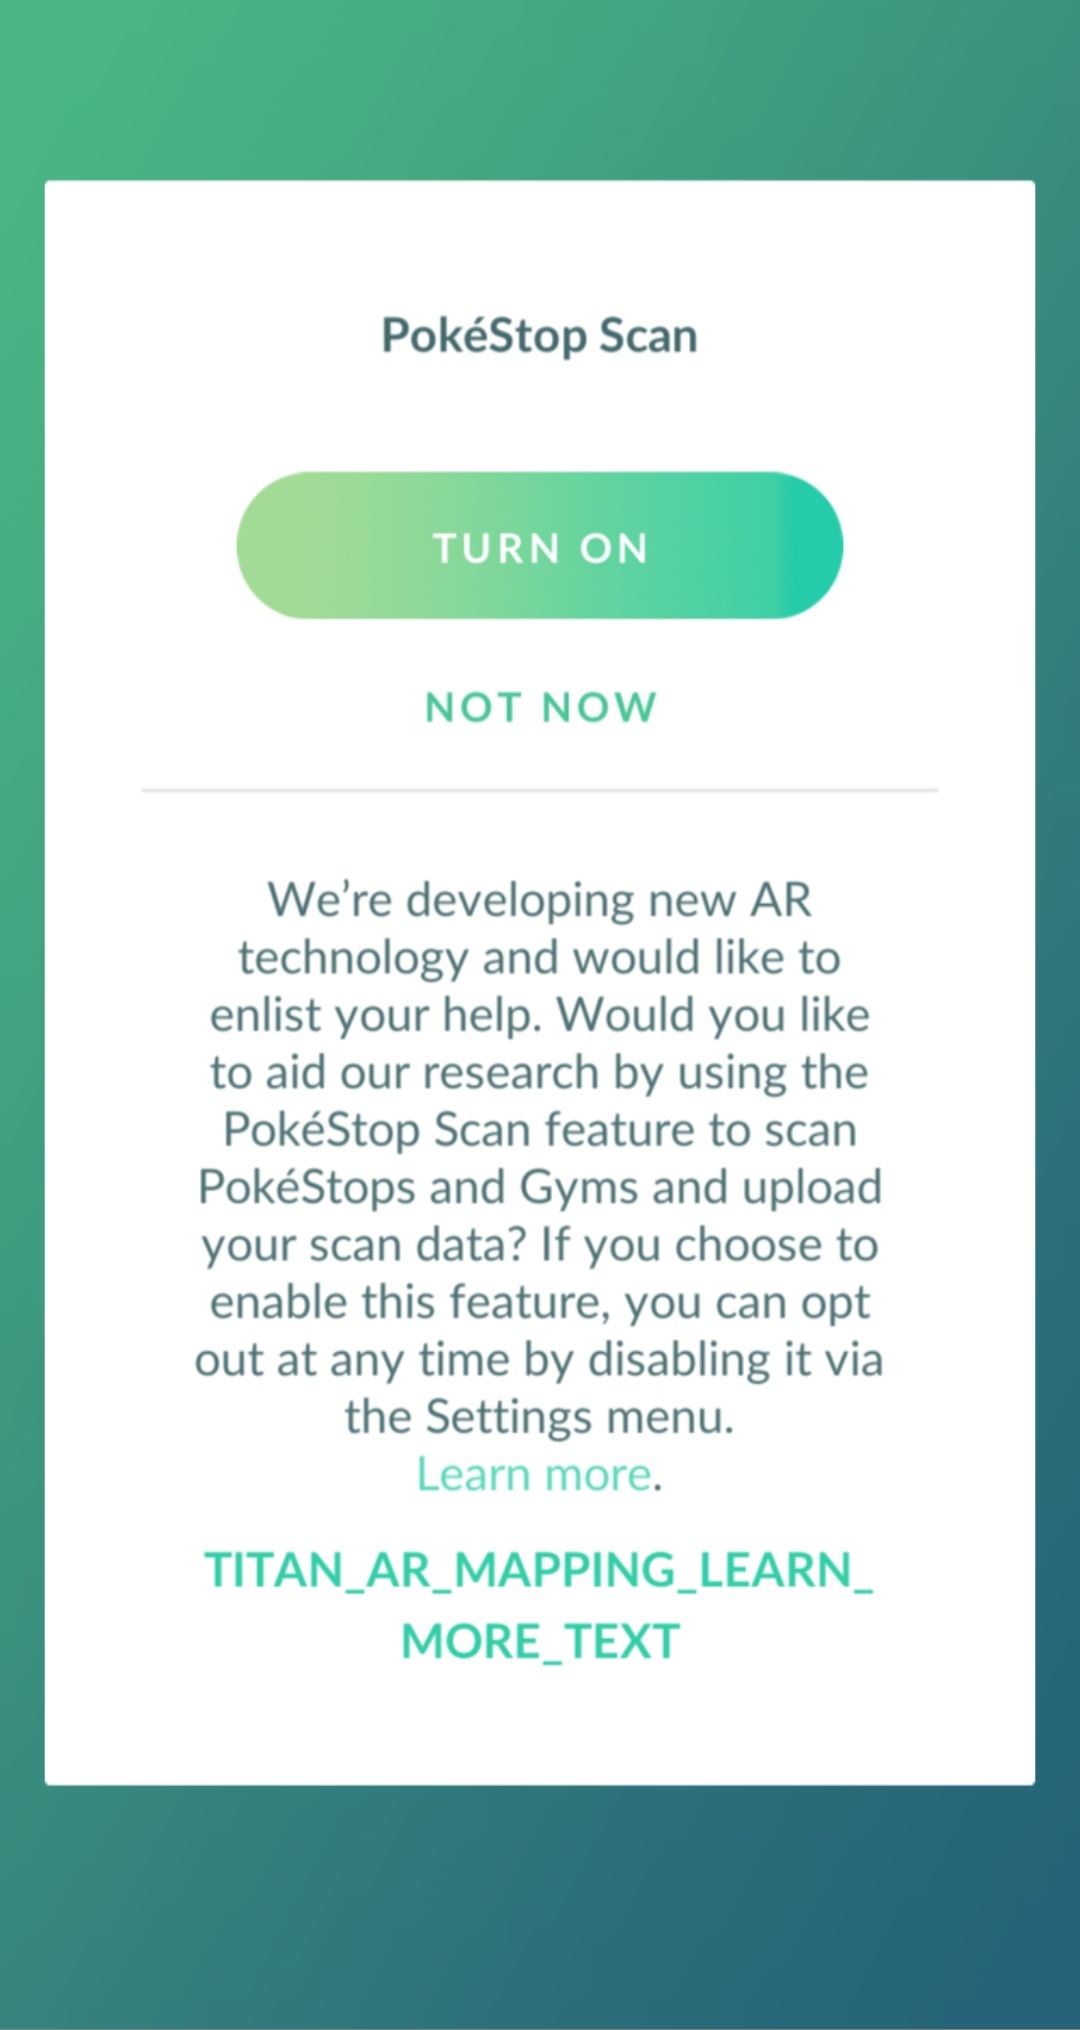 PokéStop Scan
TURN ON
NOT NOW
We’re developing new AR
technology and would like to
enlist your help. Would you like
to aid our research by using the
PokéStop Scan feature to scan
PokéStops and Gyms and upload
your scan data? If you choose to
enable this feature, you can opt
out at any time by disabling it via
the Settings menu.
Learn more.
TITAN_AR_MAPPING_LEARN_
MORE_TEXT